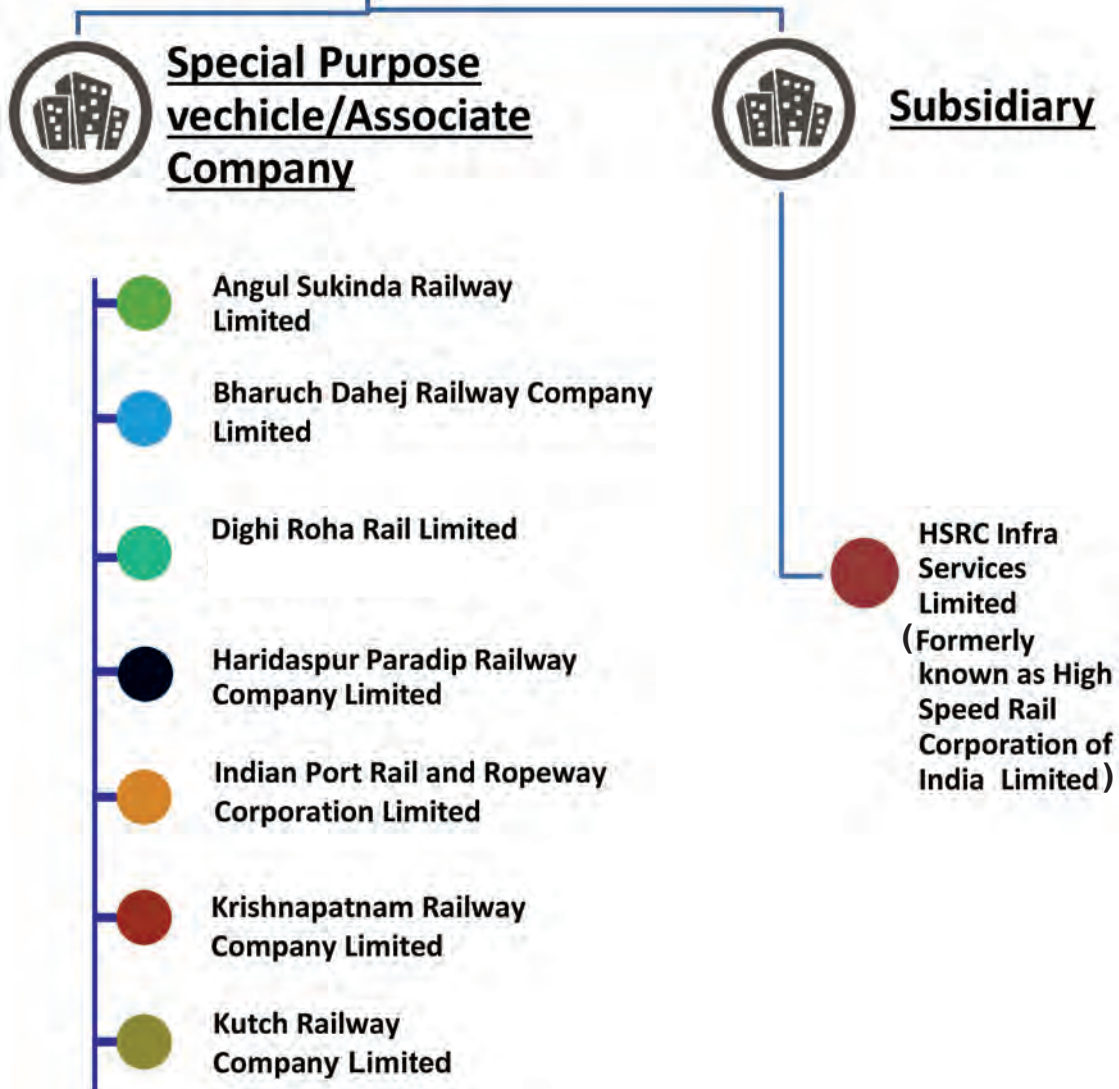 Special Purpose
vechicle/Associate
Company
Subsidiary
Angul Sukinda Railway
Limited
Bharuch Dahej Railway Company
Limited
Dighi Roha Rail Limited
Haridaspur Paradip Railway
Company Limited
Indian Port Rail and Ropeway
Corporation Limited
Krishnapatnam Railway
Company Limited
Kutch Railway
Company Limited
HSRC Infra
Services
Limited
(Formerly
known as High
Speed Rail
Corporation of
India Limited)